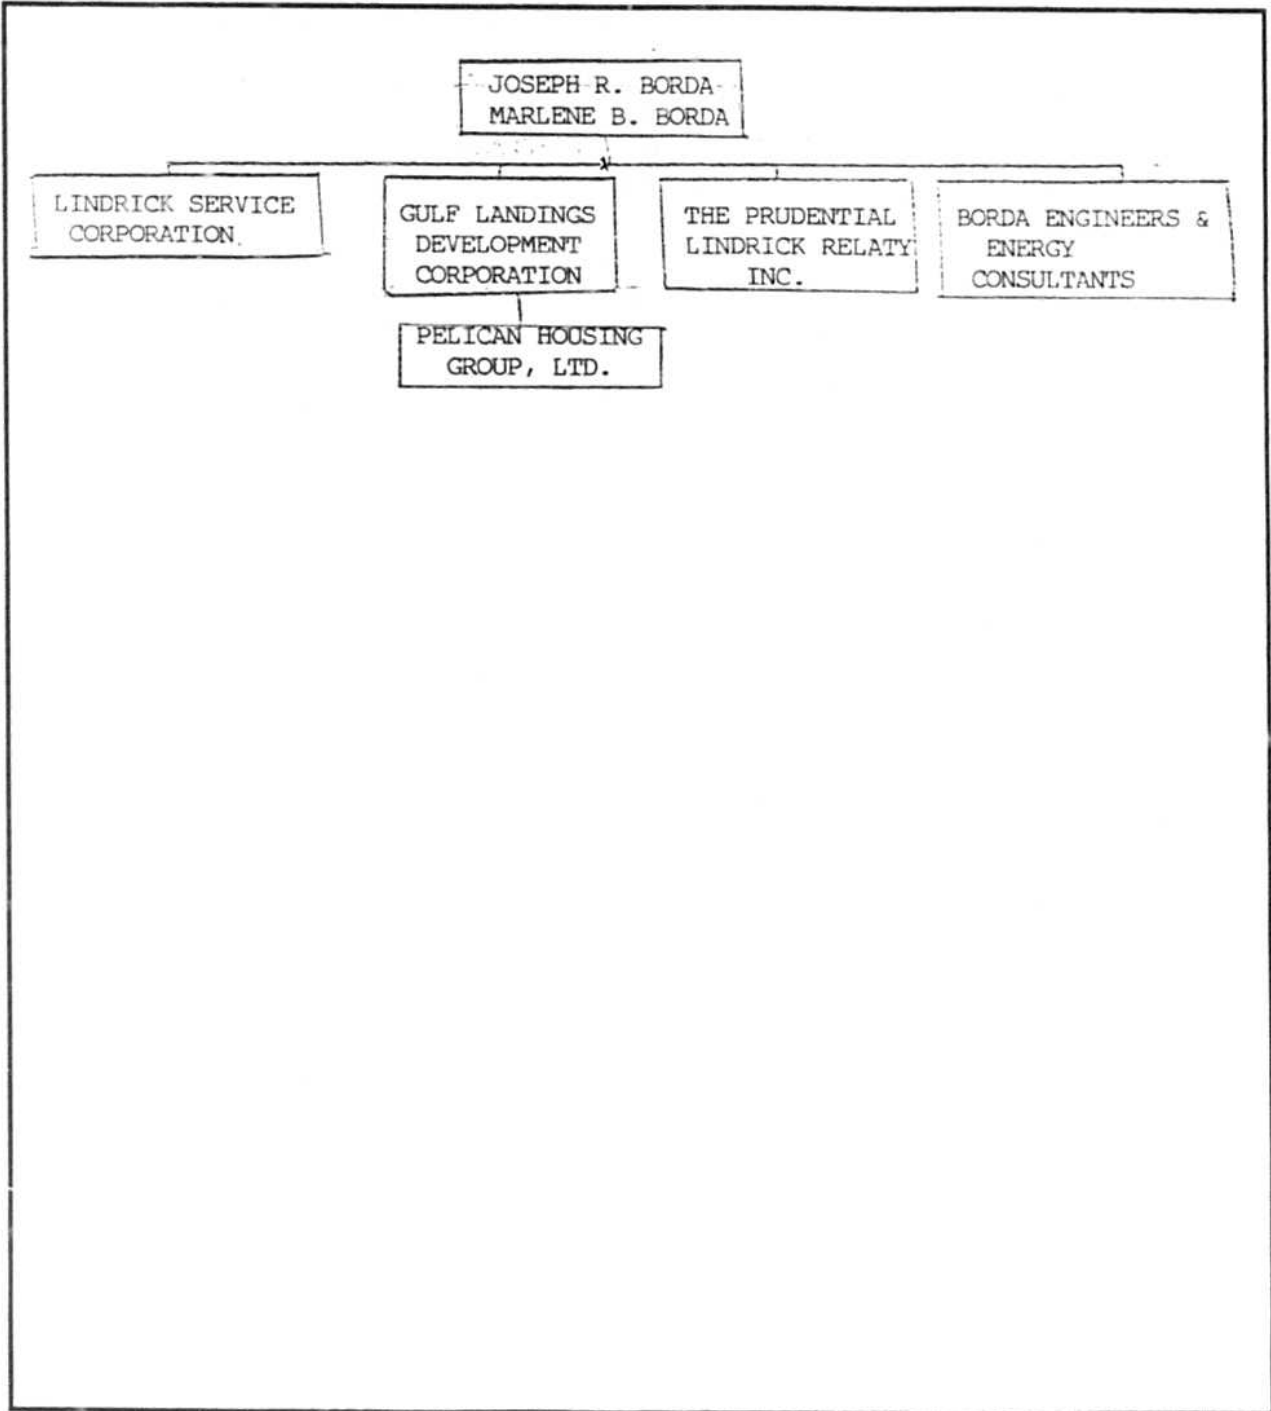 JOSEPH R. BORDA
MARLENE B. BORDA
LINDRICK SERVICE
CORPORATION
GULF LANDINGS
DEVELOPMENT
CORPORATION
THE PRUDENTIAL
LINDRICK RELATY
INC.
BORDA ENGINEERS &
ENERGY
CONSULTANTS
PELICAN HOUSING
GROUP, LTD.